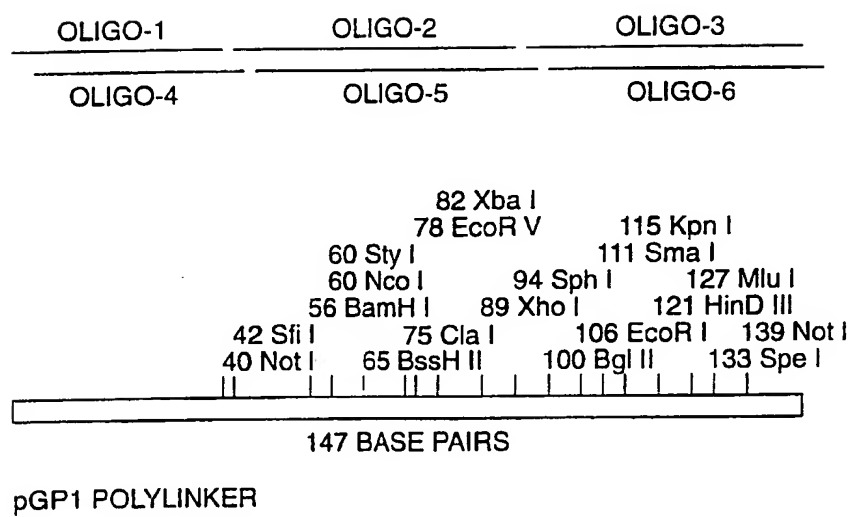 OLIGO-1 OLIGO-2 OLIGO-3
OLIGO-4 OLIGO-5 OLIGO-6
82 Xba I
78 EcoR V 115 Kpn I
60 Sty I 111 Sma I
60 Nco I 94 Sph I 127 Mlu I
56 BamH I 89 Xho I 121 HinD III
42 Sfi I 75 Cla I 106 EcoR I 139 Not I
40 Not I 65 BssH II 100 Bgl II 133 Spe I
147 BASE PAIRS
pGP1 POLYLINKER